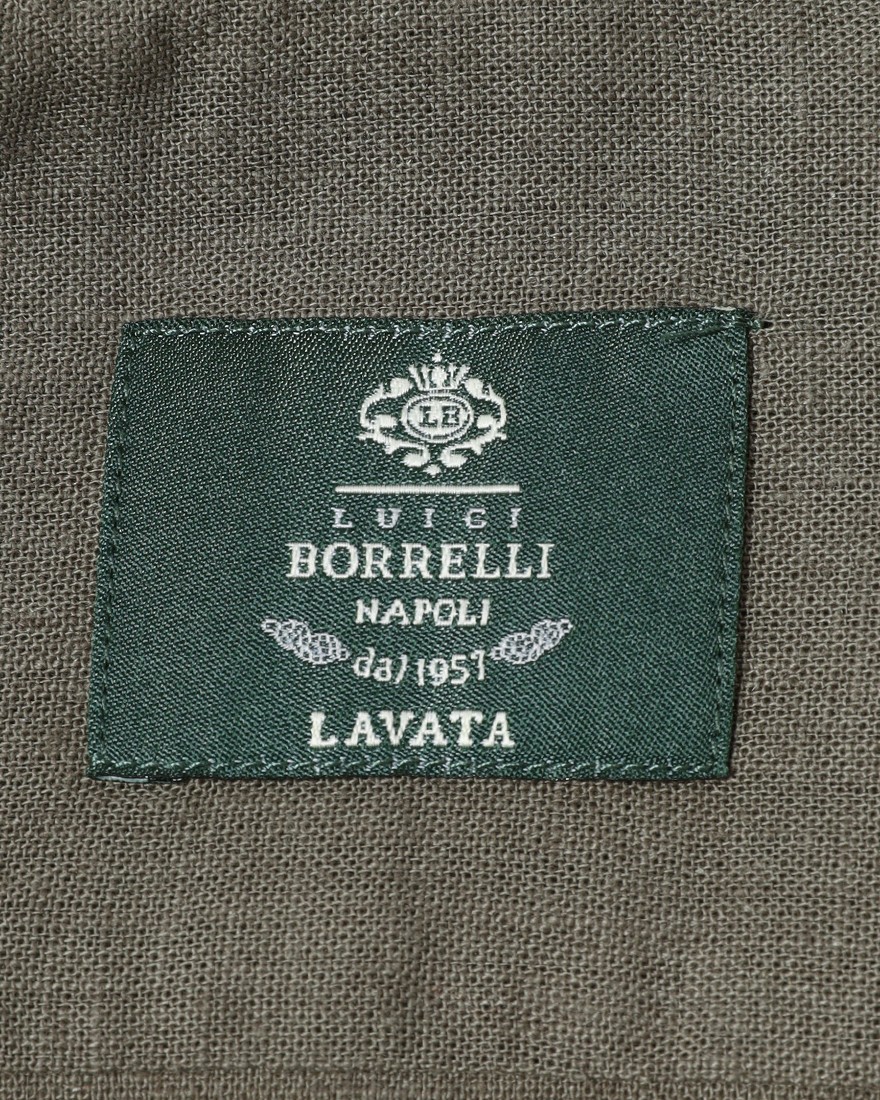 LB
LUIGI
BORRELLI
NAPOLI
dal 1957
LAVATA